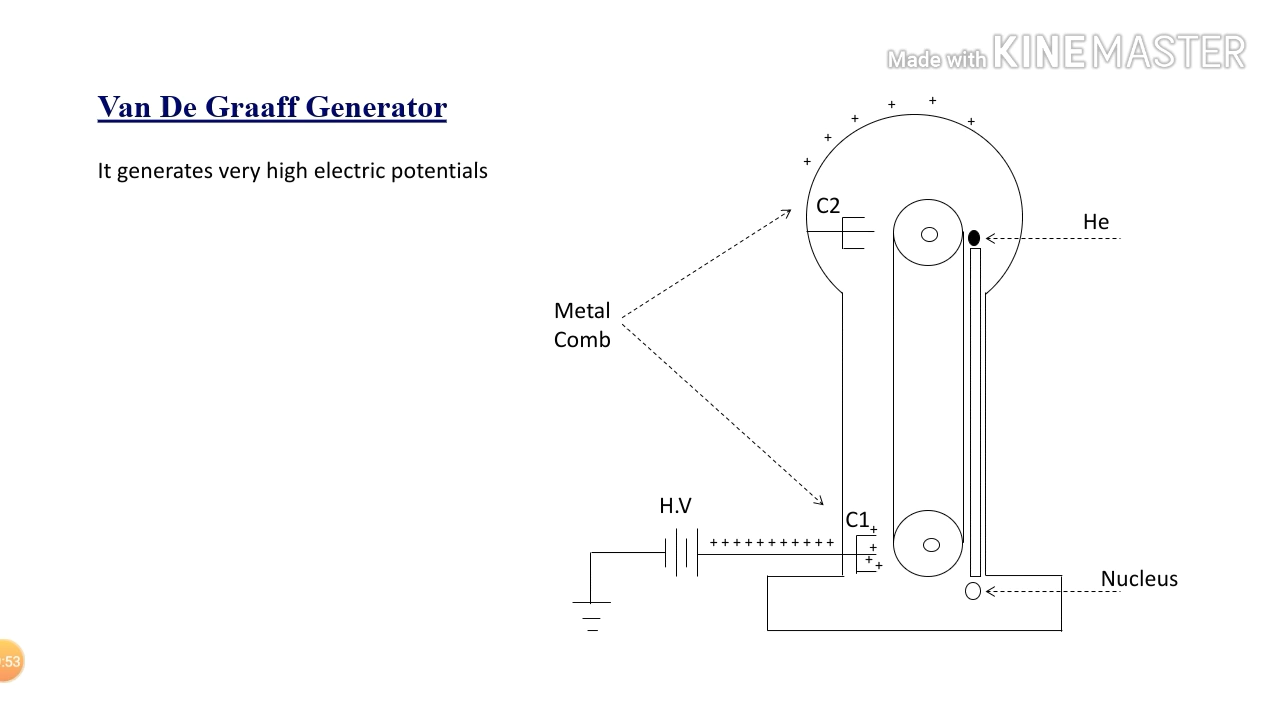 Made with KINEMASTER
Van De Graaff Generator
It generates very high electric potentials
+ + + + + +
C2
He
Metal
Comb
H.V
C1
+ + + + + + + + + + +
+ + + +
Nucleus
:53